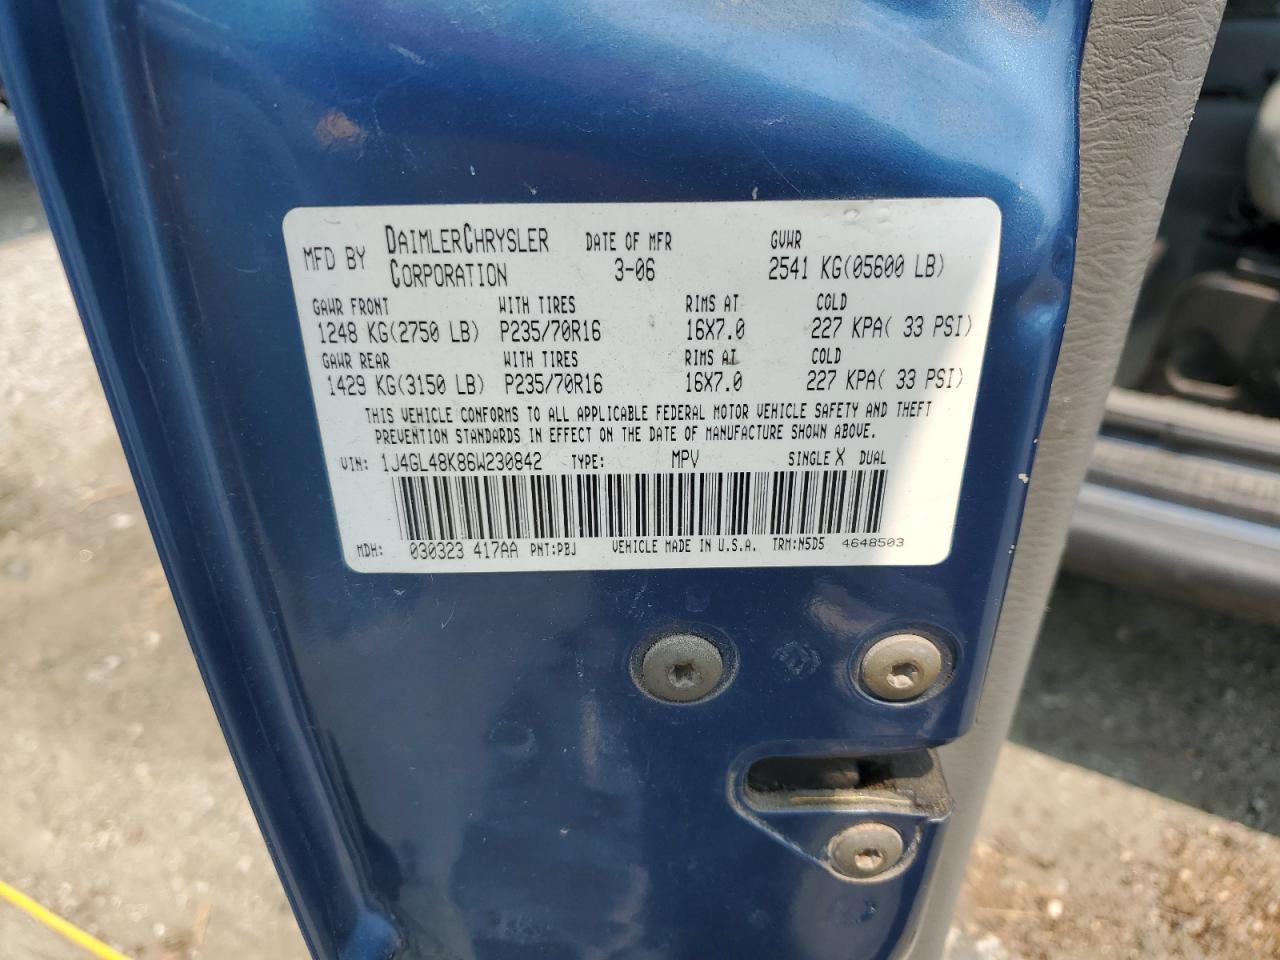 MFD BY DAIMLERCHRYSLER CORPORATION DATE OF MFR 3-06 GVWR 2541 KG(05600 LB)
GAWR FRONT WITH TIRES RIMS AT COLD
1248 KG(2750 LB) P235/70R16 16X7.0 227 KPA( 33 PSI)
GAWR REAR WITH TIRES RIMS AT COLD
1429 KG(3150 LB) P235/70R16 16X7.0 227 KPA( 33 PSI)
THIS VEHICLE CONFORMS TO ALL APPLICABLE FEDERAL MOTOR VEHICLE SAFETY AND THEFT
PREVENTION STANDARDS IN EFFECT ON THE DATE OF MANUFACTURE SHOWN ABOVE.
VIN: 1J4GL48K86W230842 TYPE: MPV SINGLE X DUAL
MDH: 030323 417AA PNT:PBJ VEHICLE MADE IN U.S.A. TRM:N5D5 4648503